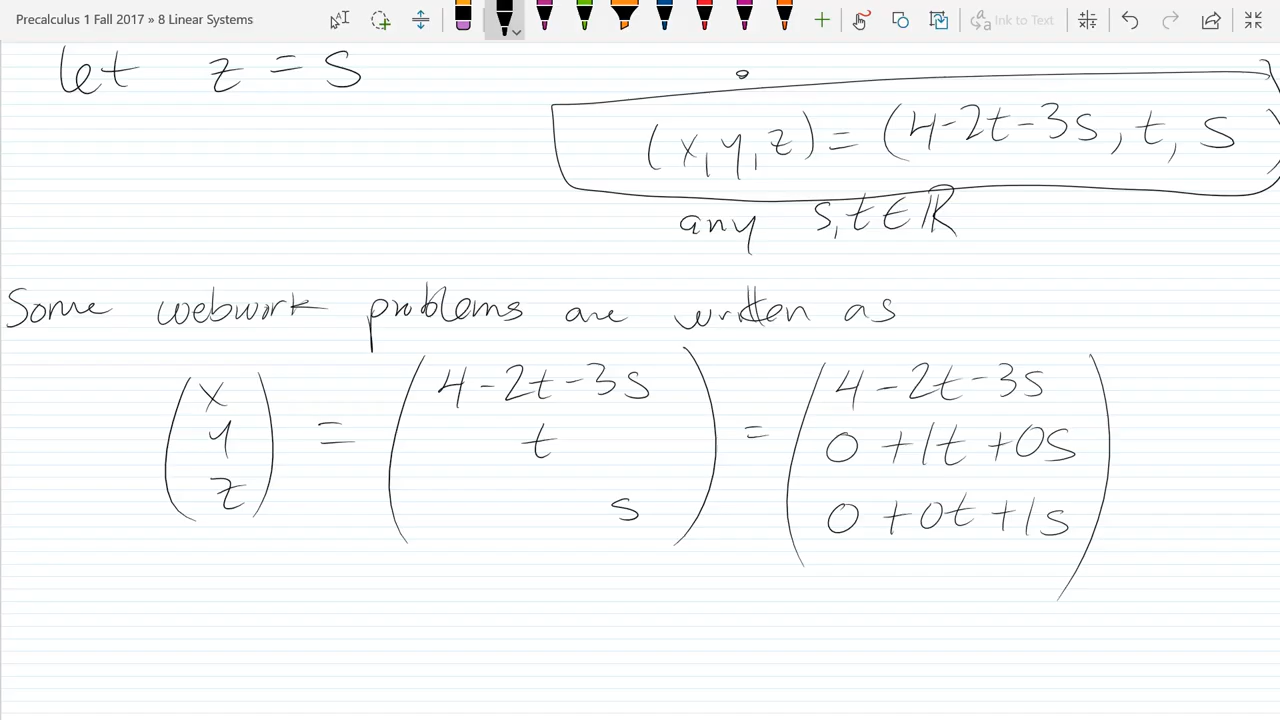 Precalculus 1 Fall 2017 » 8 Linear Systems
Ink to Text
let z = s
(x, y, z) = (4-2t-3s, t, s)
any s, t ∈ ℝ
Some webwork problems are written as
(x y z) = (4-2t-3s t s) = (4-2t-3s 0+1t+0s 0+0t+1s)